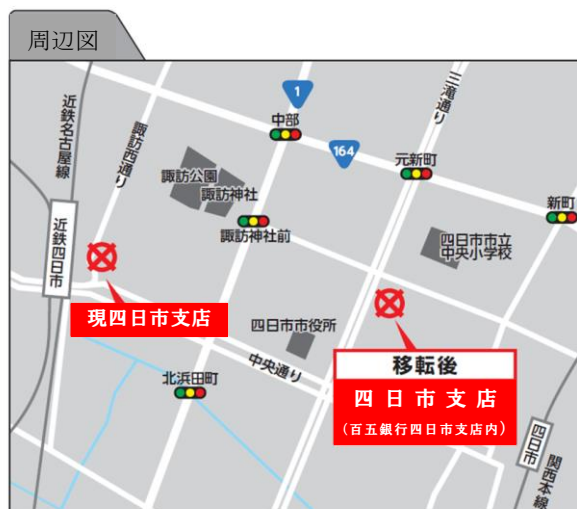 周辺図
近鉄名古屋線
諏訪西通り
1
中部
164
三滝通り
元新町
新町
諏訪公園
諏訪神社
諏訪神社前
四日市市立
中央小学校
近鉄四日市
現四日市支店
四日市市役所
中央通り
北浜田町
移転後
四日市支店
(百五銀行四日市支店内)
四日市
関西本線